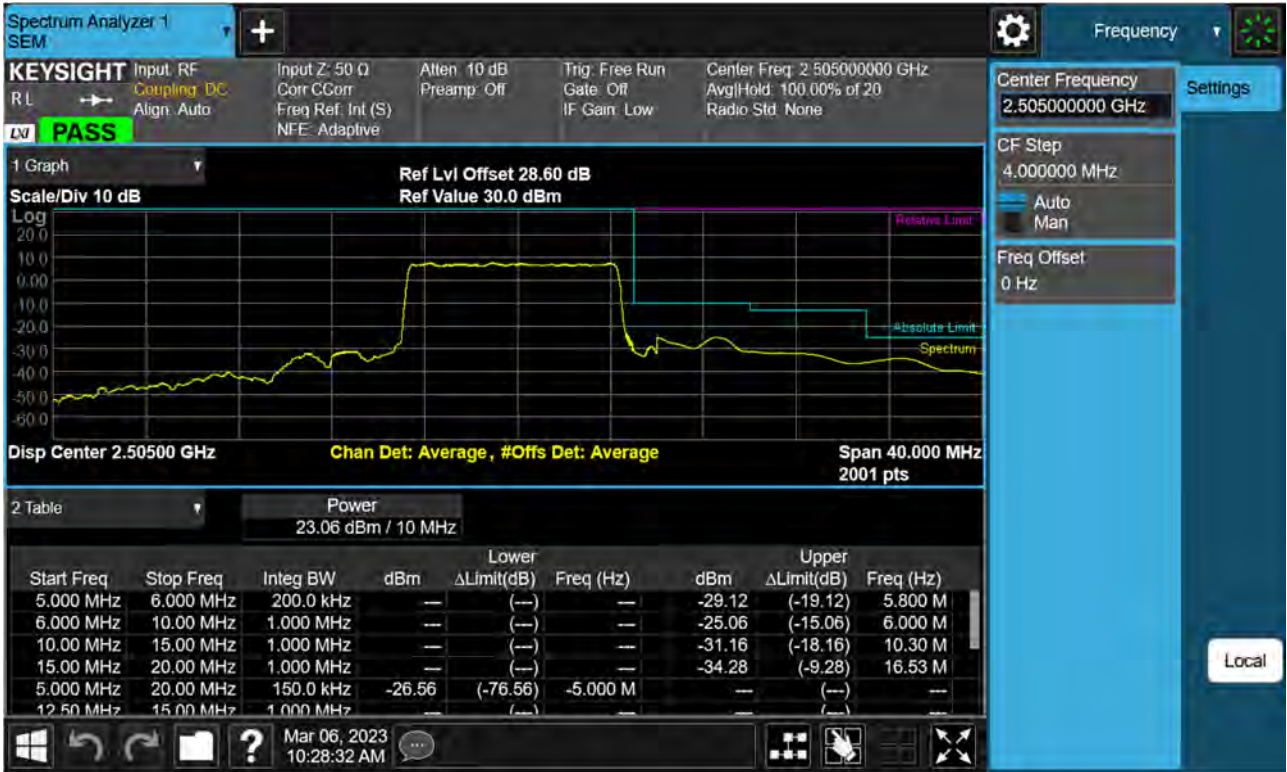 Spectrum Analyzer 1
SEM
Frequency
KEYSIGHT
R L
LXI
PASS
Input: RF
Coupling: DC
Align: Auto
Input Z: 50 Ω
Corr CCorr
Freq Ref: Int (S)
NFE: Adaptive
Atten: 10 dB
Preamp: Off
Trig: Free Run
Gate: Off
IF Gain: Low
Center Freq: 2.505000000 GHz
Avg|Hold: 100.00% of 20
Radio Std: None
Center Frequency
2.505000000 GHz
Settings
CF Step
4.000000 MHz
Auto
Man
Freq Offset
0 Hz
1 Graph
Scale/Div 10 dB
Ref Lvl Offset 28.60 dB
Ref Value 30.0 dBm
Log
20.0
10.0
0.00
-10.0
-20.0
-30.0
-40.0
-50.0
-60.0
Relative Limit
Absolute Limit
Spectrum
Disp Center 2.50500 GHz
Chan Det: Average, #Offs Det: Average
Span 40.000 MHz
2001 pts
2 Table
Power
23.06 dBm / 10 MHz
Lower Upper
Start Freq Stop Freq Integ BW dBm ΔLimit(dB) Freq (Hz) dBm ΔLimit(dB) Freq (Hz)
5.000 MHz 6.000 MHz 200.0 kHz --- (---) --- -29.12 (-19.12) 5.800 M
6.000 MHz 10.00 MHz 1.000 MHz --- (---) --- -25.06 (-15.06) 6.000 M
10.00 MHz 15.00 MHz 1.000 MHz --- (---) --- -31.16 (-18.16) 10.30 M
15.00 MHz 20.00 MHz 1.000 MHz --- (---) --- -34.28 (-9.28) 16.53 M
5.000 MHz 20.00 MHz 150.0 kHz -26.56 (-76.56) -5.000 M --- (---) ---
12.50 MHz 15.00 MHz 1.000 MHz --- (---) --- --- (---) ---
Local
?
Mar 06, 2023
10:28:32 AM